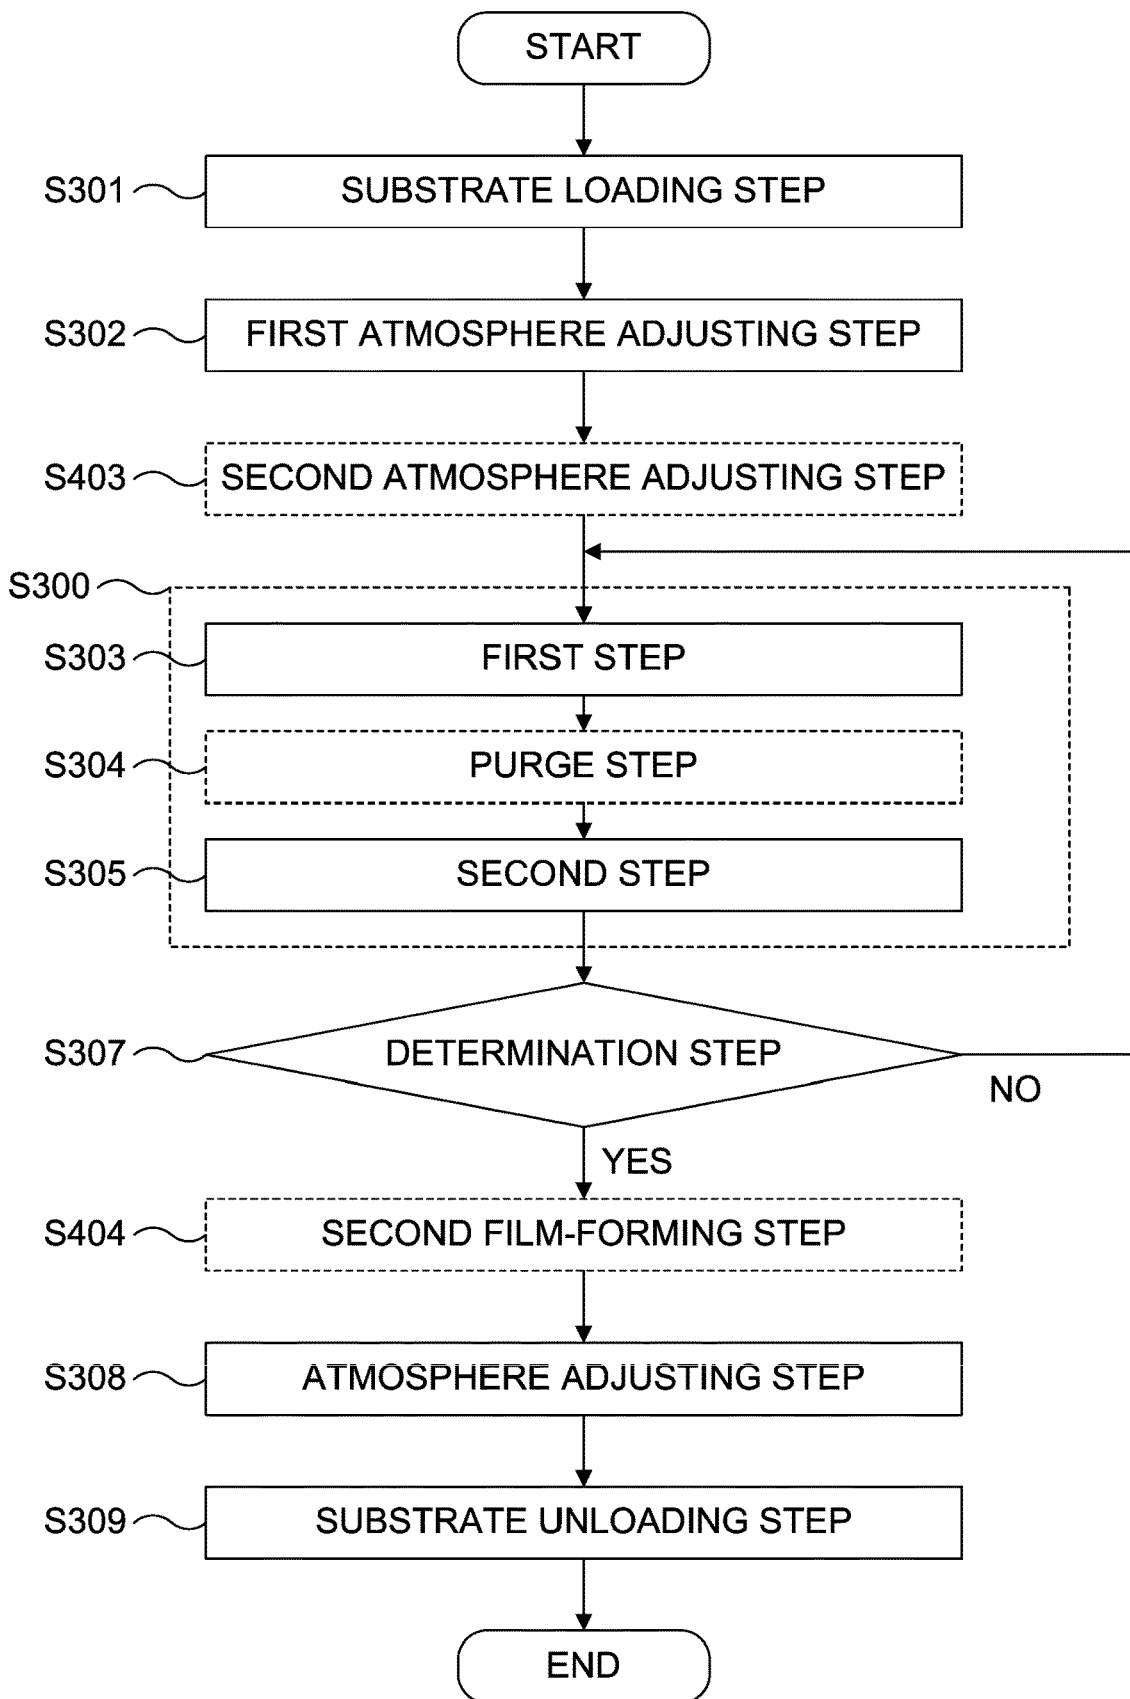 START
S301 SUBSTRATE LOADING STEP
S302 FIRST ATMOSPHERE ADJUSTING STEP
S403 SECOND ATMOSPHERE ADJUSTING STEP
S300
S303 FIRST STEP
S304 PURGE STEP
S305 SECOND STEP
S307 DETERMINATION STEP
NO
YES
S404 SECOND FILM-FORMING STEP
S308 ATMOSPHERE ADJUSTING STEP
S309 SUBSTRATE UNLOADING STEP
END